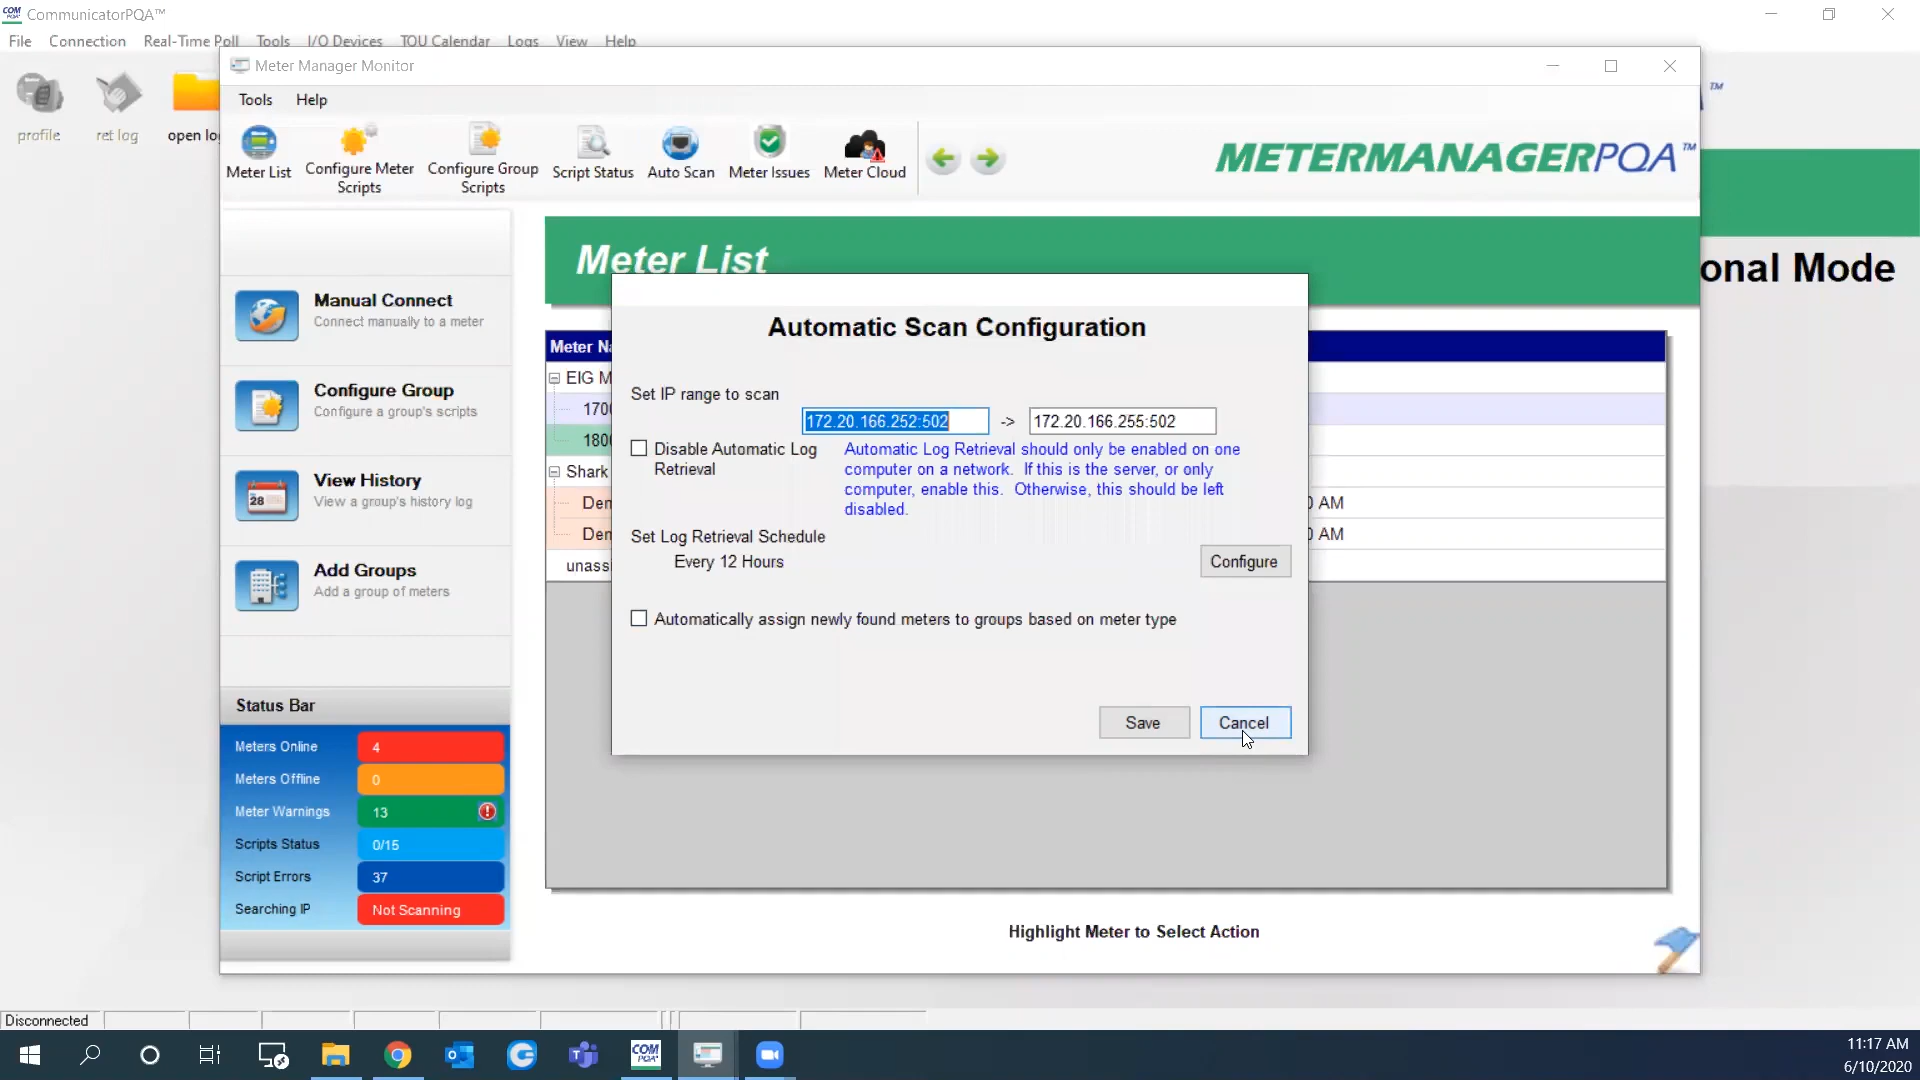 COM
PQA
CommunicatorPQA™
File Connection Real-Time Poll Tools I/O Devices TOU Calendar Logs View Help
Meter Manager Monitor
Tools Help
profile
ret log
open
™
Meter List
Configure Meter
Scripts
Configure Group
Scripts
Script Status
Auto Scan
Meter Issues
Meter Cloud
METERMANAGERPQA™
Manual Connect
Connect manually to a meter
Configure Group
Configure a group's scripts
28
View History
View a group's history log
Add Groups
Add a group of meters
Meter List
onal Mode
Meter
EIG
Shark
Automatic Scan Configuration
Set IP range to scan
172.20.166.252:502 -> 172.20.166.255:502
Disable Automatic Log
Retrieval
Automatic Log Retrieval should only be enabled on one
computer on a network. If this is the server, or only
computer, enable this. Otherwise, this should be left
disabled.
Set Log Retrieval Schedule
Every 12 Hours
Configure
Automatically assign newly found meters to groups based on meter type
Save
Cancel
AM
AM
Status Bar
Meters Online 4
Meters Offline 0
Meter Warnings 13
Scripts Status 0/15
Script Errors 37
Searching IP Not Scanning
Highlight Meter to Select Action
Disconnected
COM
PQA
11:17 AM
6/10/2020